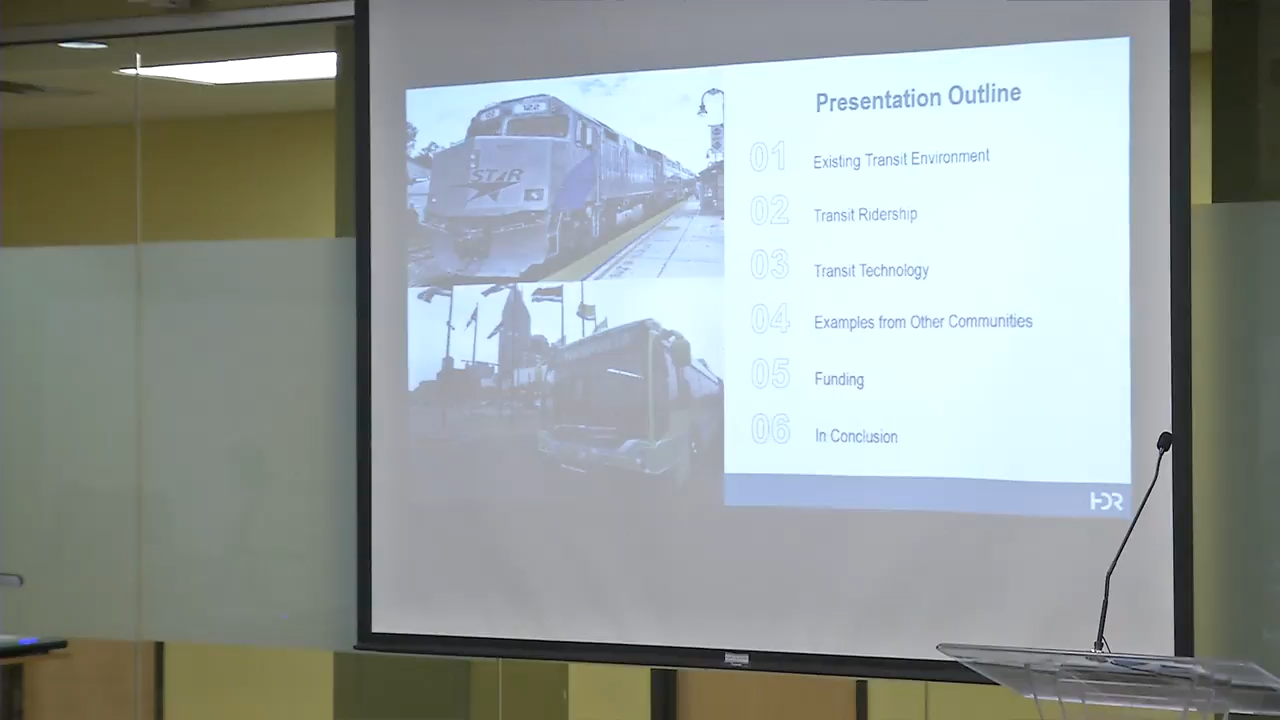 122
STAR
Presentation Outline
01 Existing Transit Environment
02 Transit Ridership
03 Transit Technology
04 Examples from Other Communities
05 Funding
06 In Conclusion
HDR